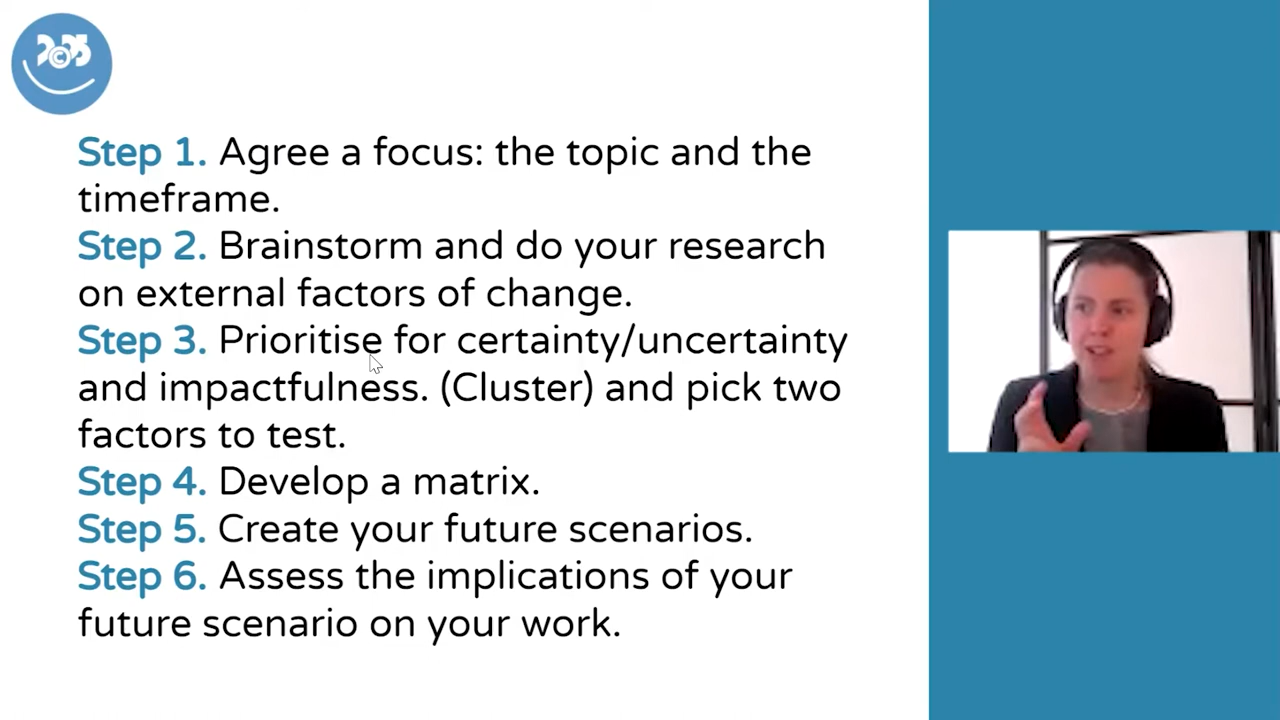 2©25
Step 1. Agree a focus: the topic and the
timeframe.
Step 2. Brainstorm and do your research
on external factors of change.
Step 3. Prioritise for certainty/uncertainty
and impactfulness. (Cluster) and pick two
factors to test.
Step 4. Develop a matrix.
Step 5. Create your future scenarios.
Step 6. Assess the implications of your
future scenario on your work.